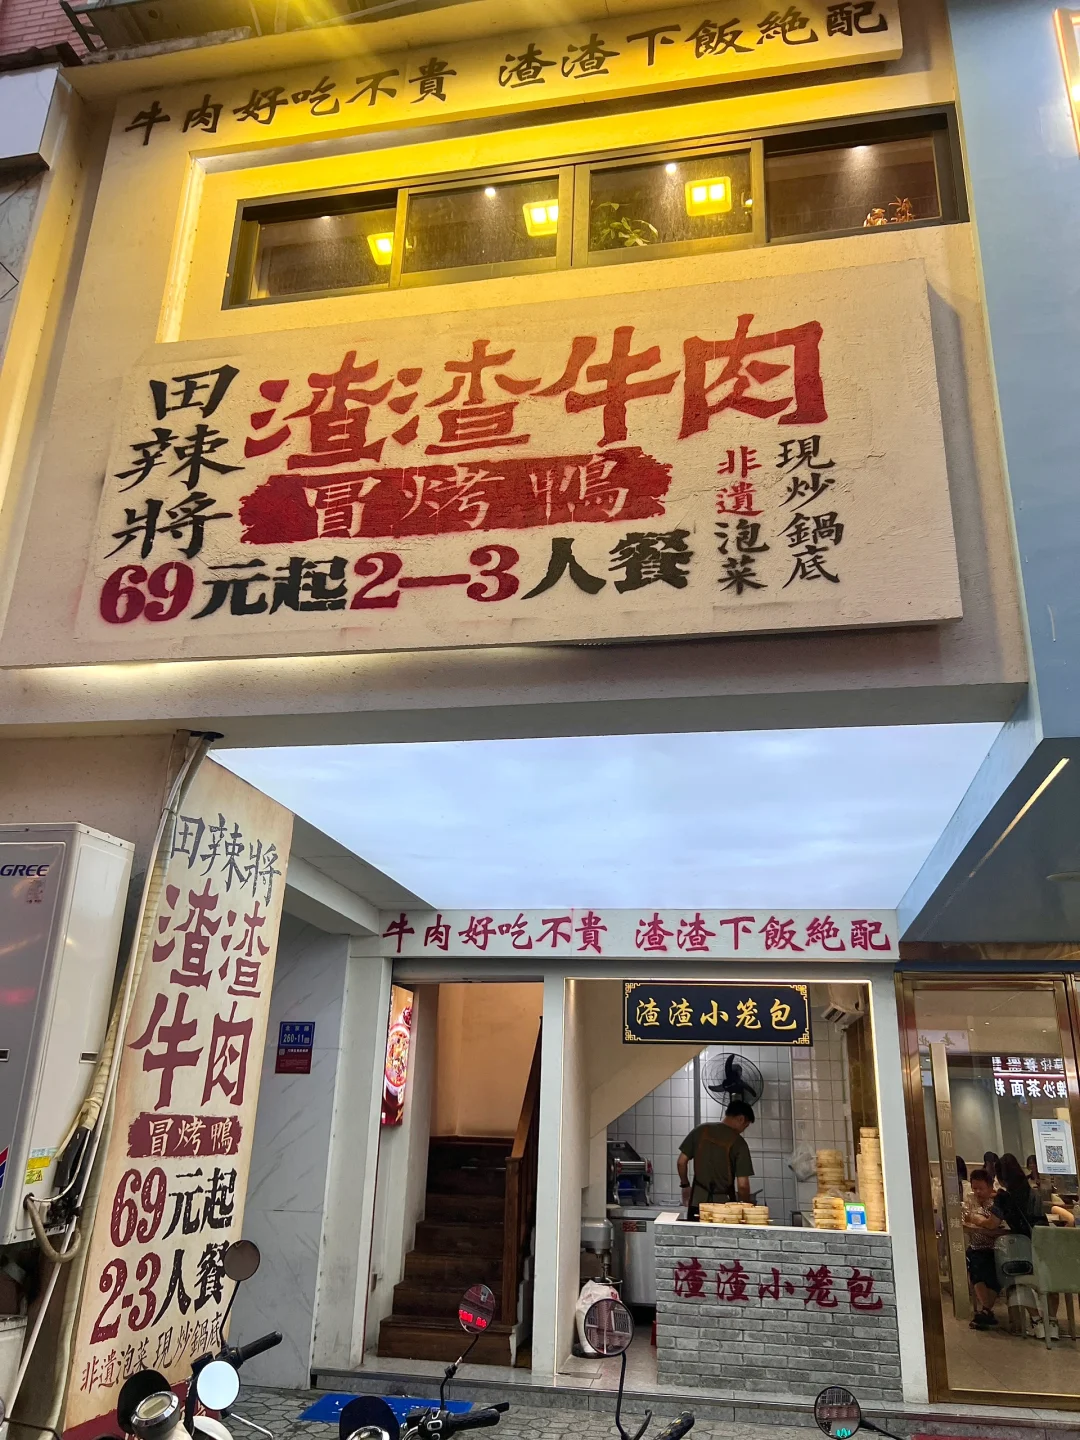 牛肉好吃不貴 渣渣下飯絶配
田辣將
渣渣牛肉
冒烤鴨
69元起2—3人餐
非遺泡菜
現炒鍋底
GREE
田辣將
渣渣
牛肉
冒烤鴨
69元起
2-3人餐
非遺泡菜 現炒鍋底
牛肉好吃不貴 渣渣下飯絶配
渣渣小笼包
260-11
渣渣小笼包